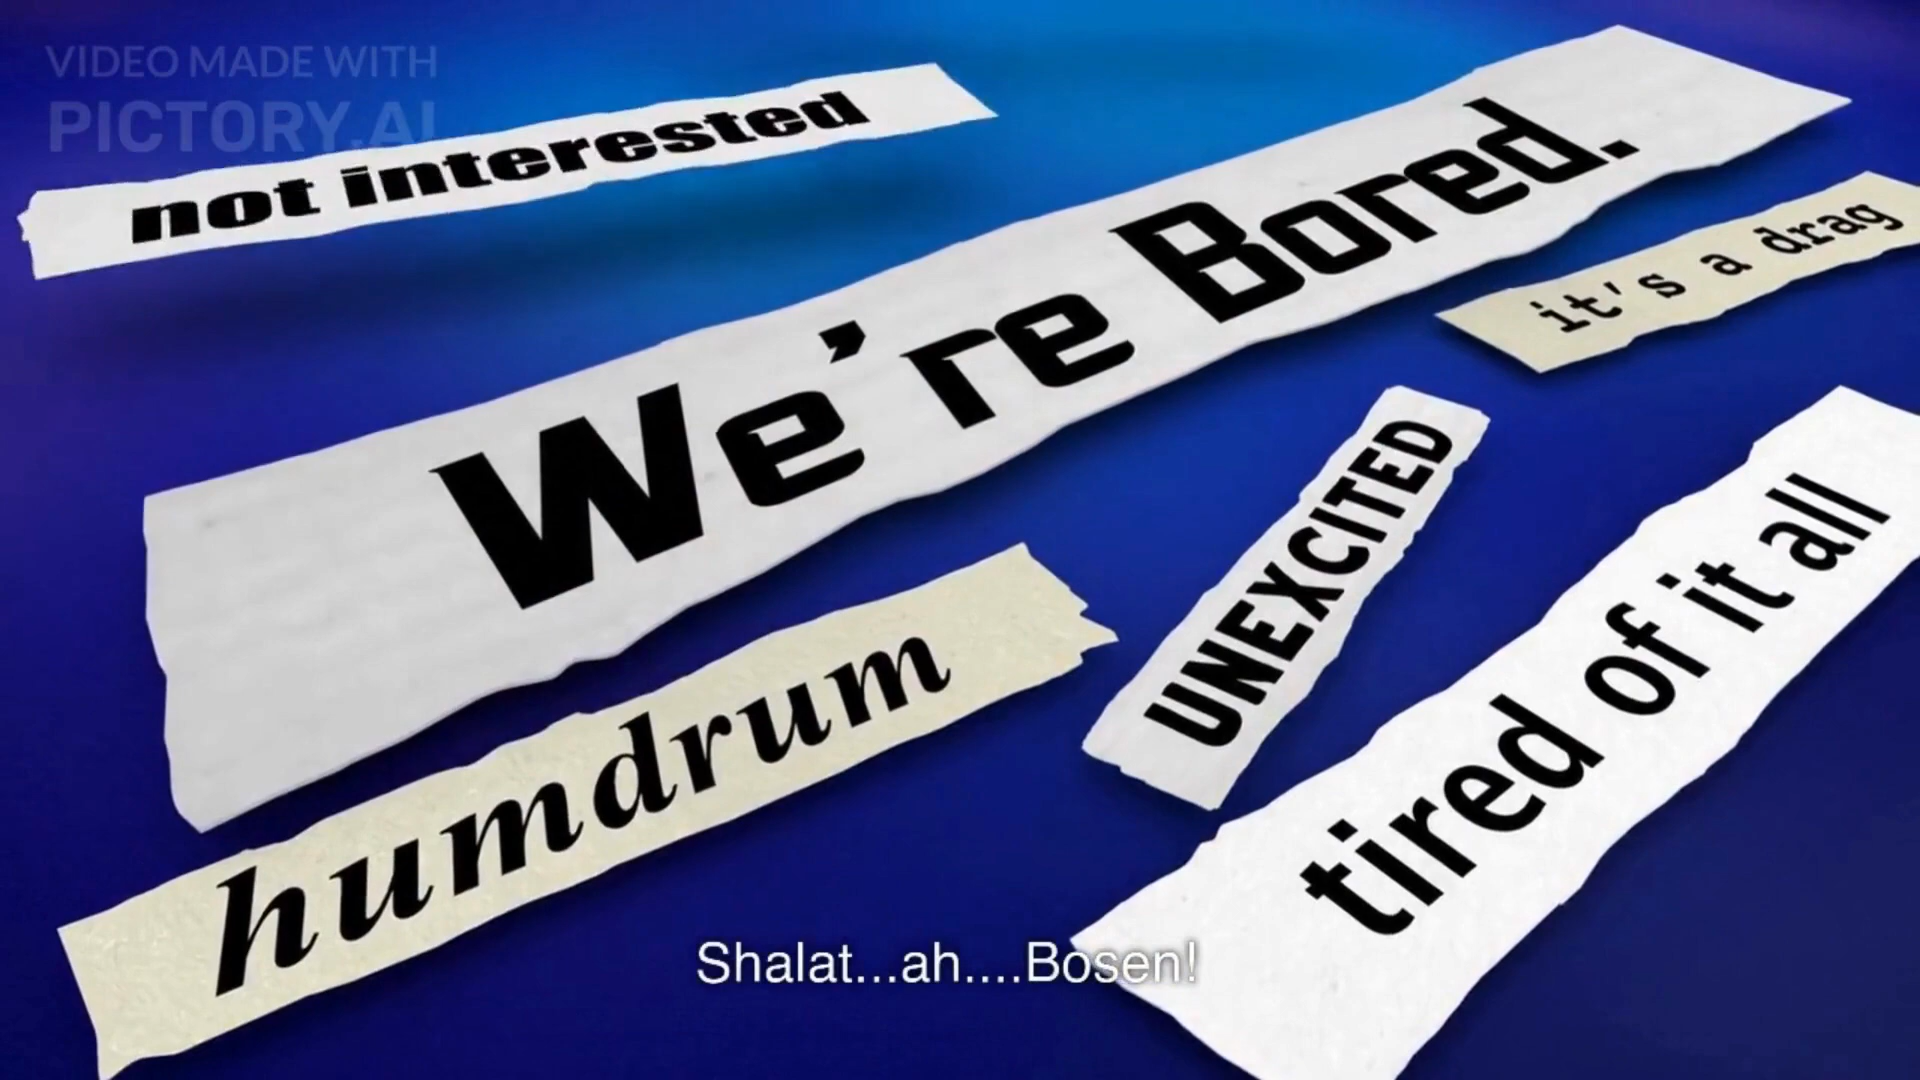 VIDEO MADE WITH
PICTORY.AI
not interested
We're Bored.
it's a drag
UNEXCITED
humdrum
tired of it all
Shalat...ah....Bosen!